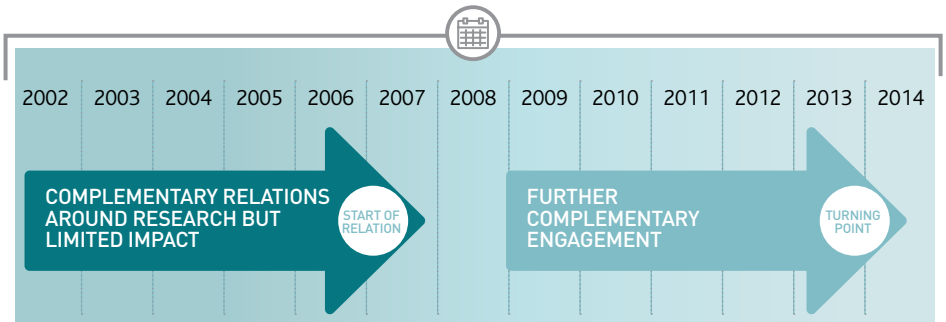 2002 2003 2004 2005 2006 2007 2008 2009 2010 2011 2012 2013 2014
COMPLEMENTARY RELATIONS
AROUND RESEARCH BUT
LIMITED IMPACT
START OF
RELATION
FURTHER
COMPLEMENTARY
ENGAGEMENT
TURNING
POINT